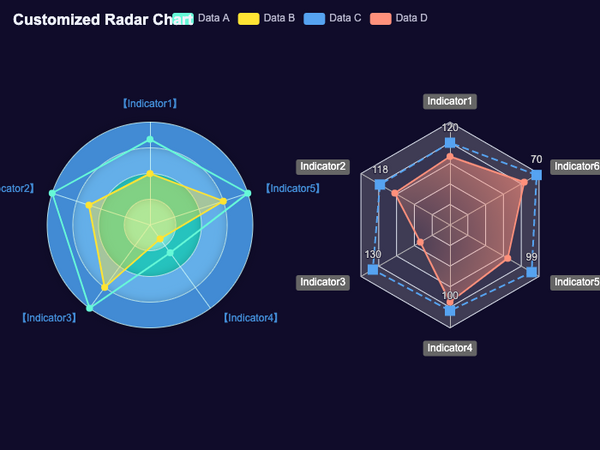 Customized Radar Chart
Data A
Data B
Data C
Data D
【Indicator1】
icator2】
【Indicator3】
【Indicator4】
【Indicator5】
Indicator1
Indicator2
Indicator3
Indicator4
Indicator5
Indicator6
120
118
130
100
99
70